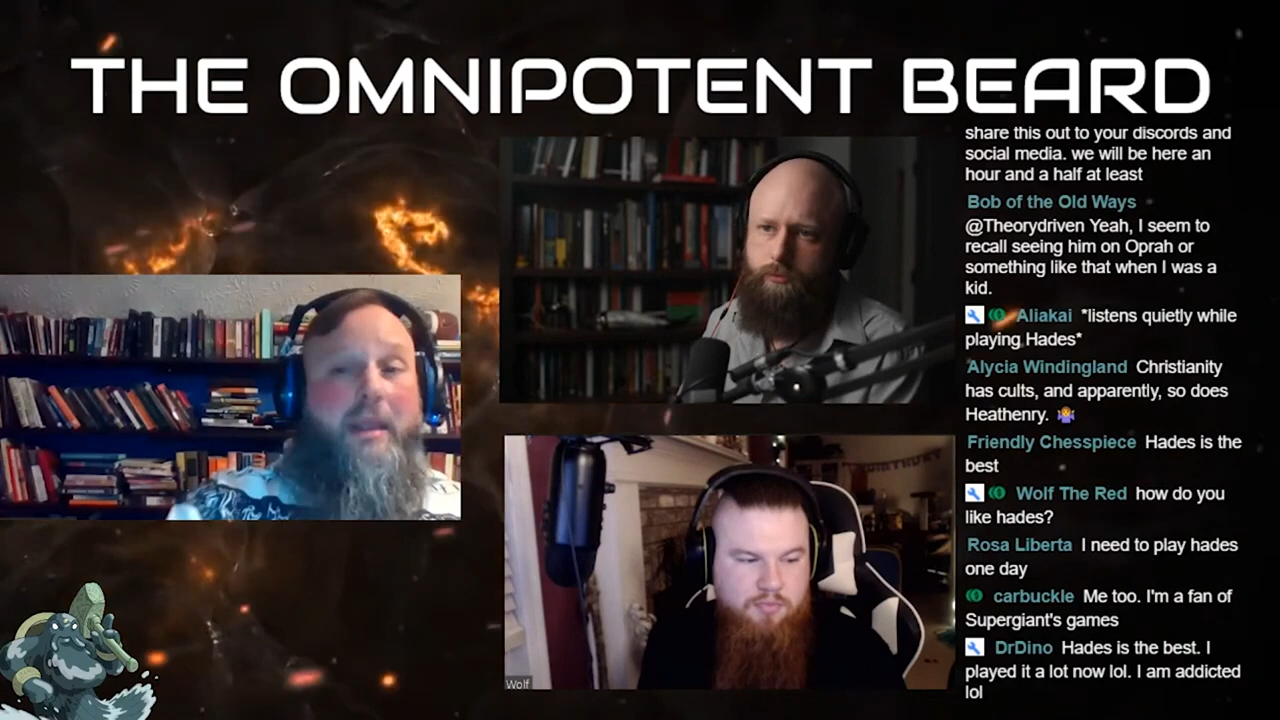 THE OMNIPOTENT BEARD
share this out to your discords and
social media. we will be here an
hour and a half at least
Bob of the Old Ways
@Theorydriven Yeah, I seem to
recall seeing him on Oprah or
something like that when I was a
kid.
Aliakai *listens quietly while
playing Hades*
Alycia Windingland Christianity
has cults, and apparently, so does
Heathenry. 🤷‍♀️
Friendly Chesspiece Hades is the
best
Wolf The Red how do you
like hades?
Rosa Liberta I need to play hades
one day
carbuckle Me too. I'm a fan of
Supergiant's games
DrDino Hades is the best. I
played it a lot now lol. I am addicted
lol
Wolf